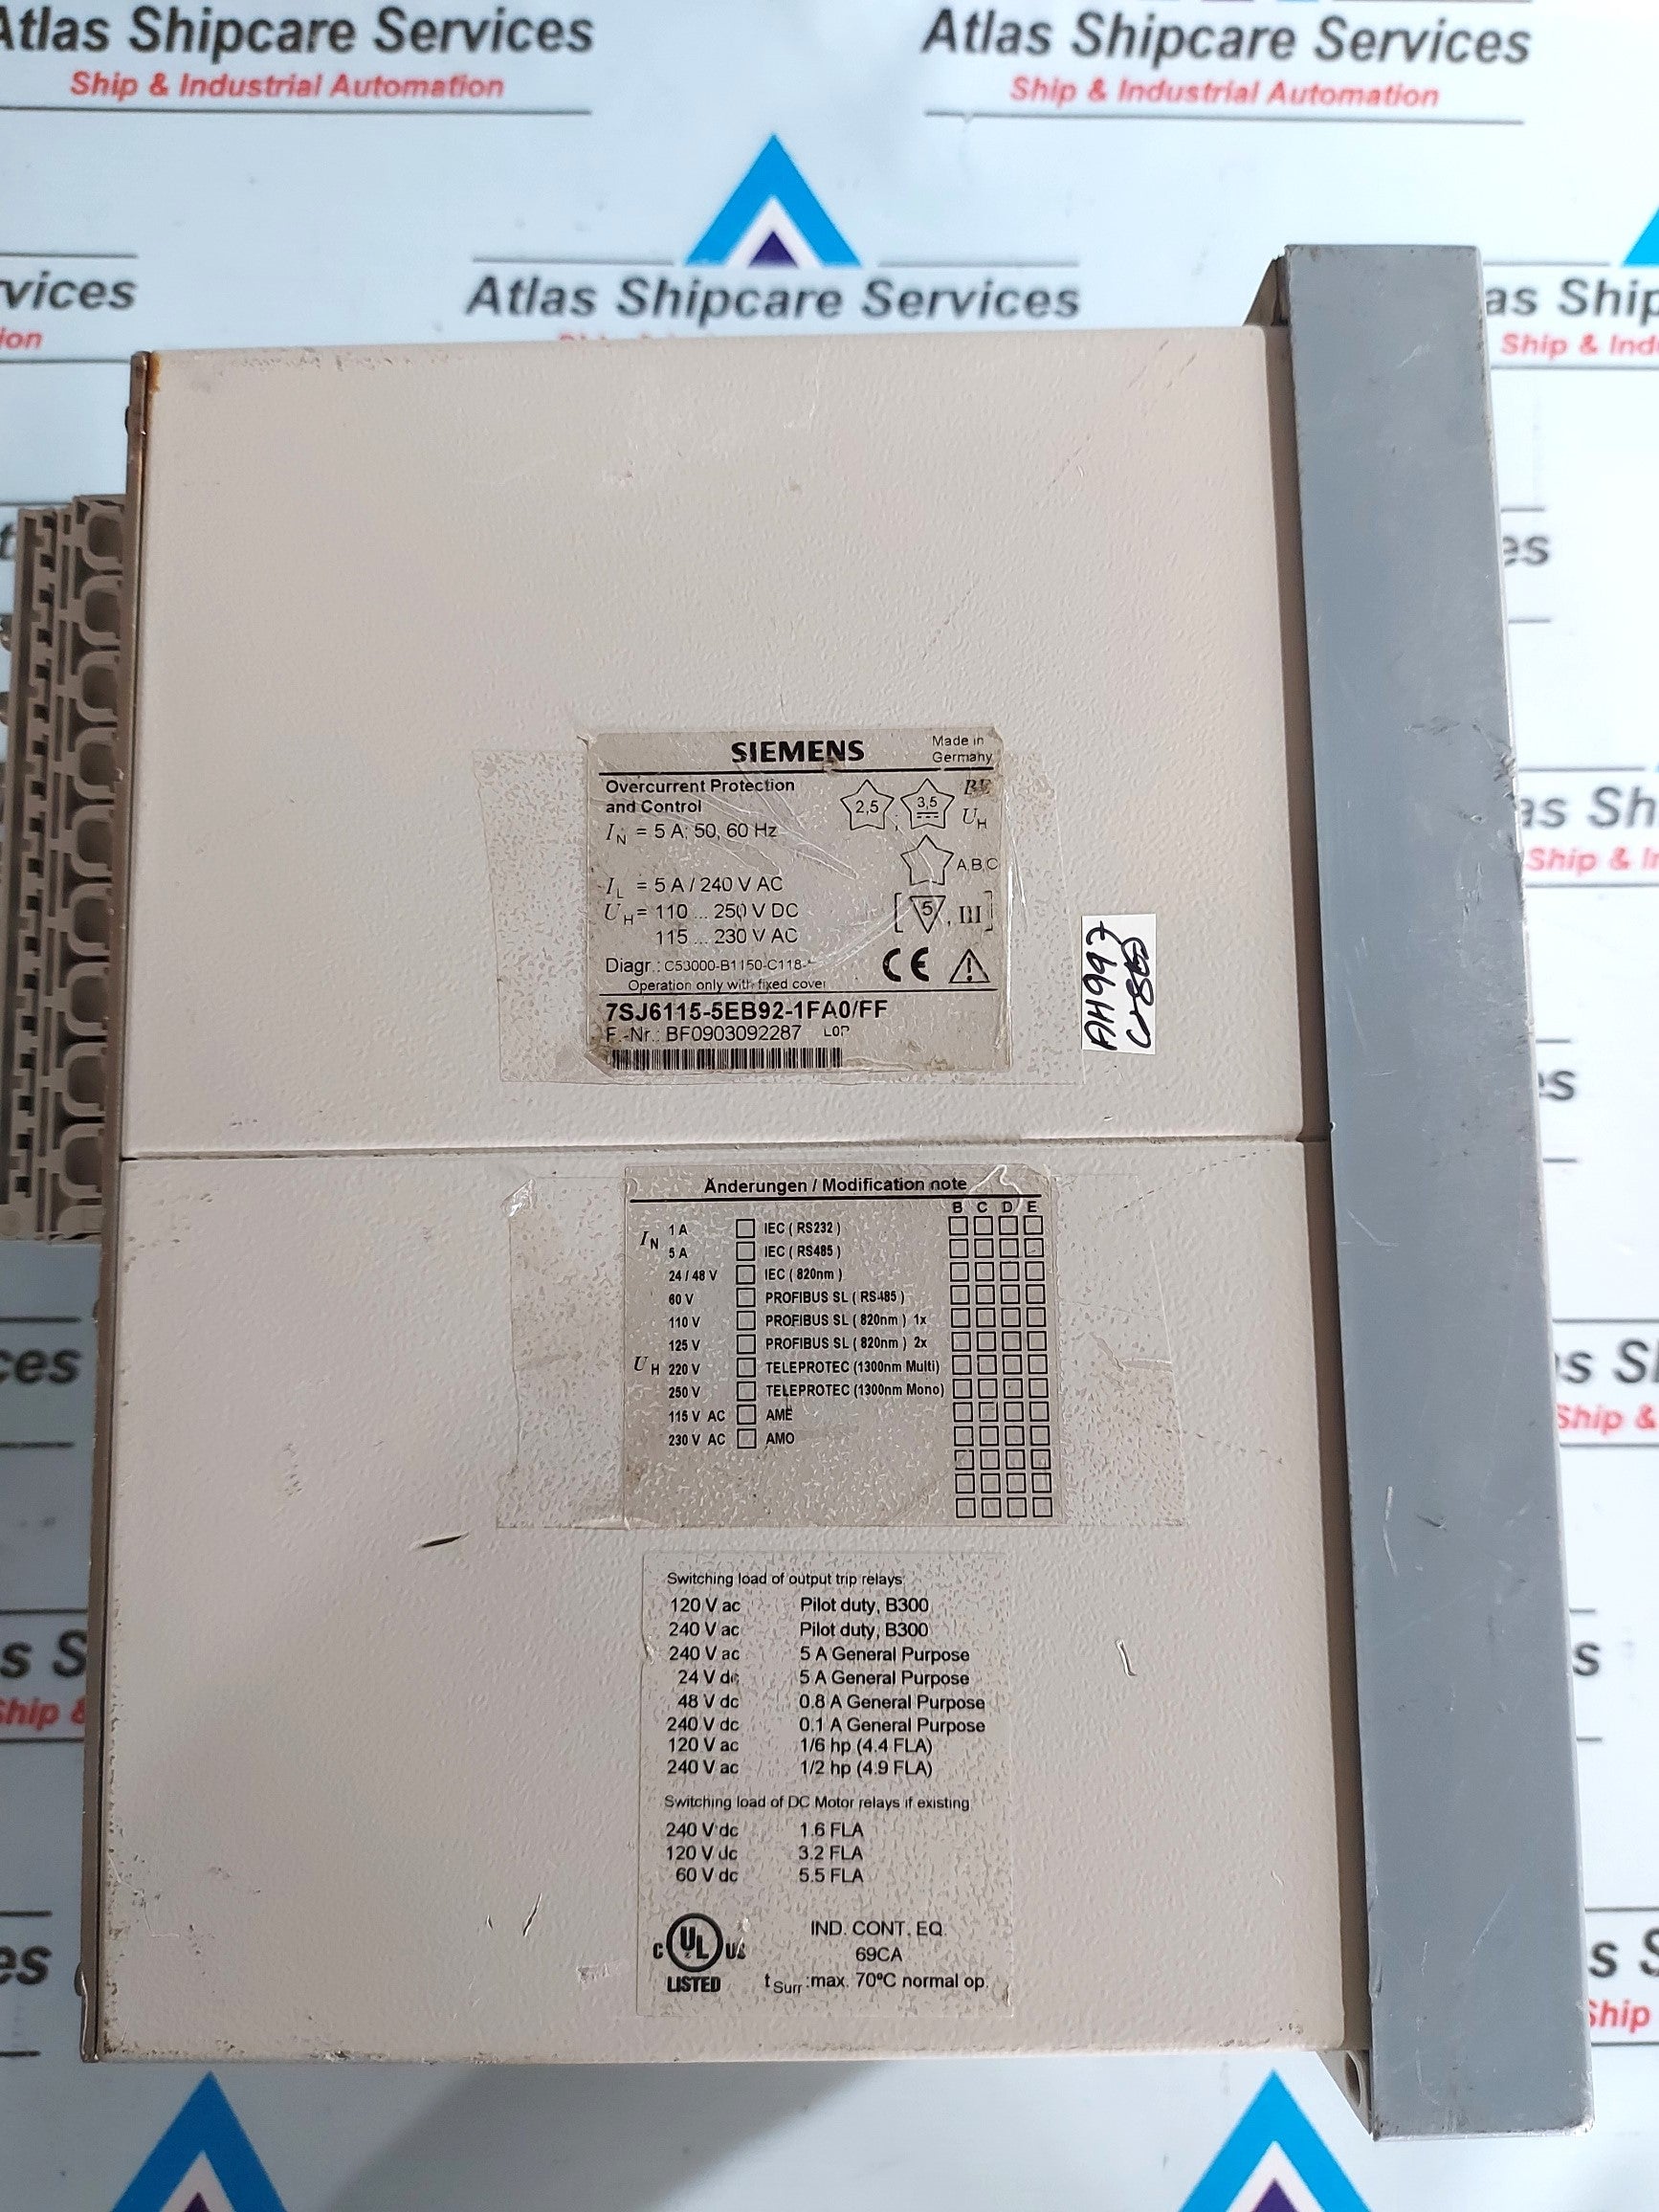 Atlas Shipcare Services
Ship & Industrial Automation
Atlas Shipcare Services
Ship & Industrial Automation
Atlas Shipcare Services
SIEMENS
Made in
Germany
Overcurrent Protection
and Control
IN = 5 A; 50, 60 Hz
2,5 ; 3,5
BE
UH
A,B,C
IL = 5 A / 240 V AC
UH = 110 ... 250 V DC
115 ... 230 V AC
[ 5 , III ]
Diagr.: C53000-B1150-C118-
Operation only with fixed cover
CE
7SJ6115-5EB92-1FA0/FF
F.-Nr.: BF0903092287
AH997
Änderungen / Modification note
B C D E
IN 1 A IEC ( RS232 )
5 A IEC ( RS485 )
24 / 48 V IEC ( 820nm )
60 V PROFIBUS SL ( RS485 )
110 V PROFIBUS SL ( 820nm ) 1x
125 V PROFIBUS SL ( 820nm ) 2x
UH 220 V TELEPROTEC (1300nm Multi)
250 V TELEPROTEC (1300nm Mono)
115 V AC AME
230 V AC AMO
Switching load of output trip relays:
120 V ac Pilot duty, B300
240 V ac Pilot duty, B300
240 V ac 5 A General Purpose
24 V dc 5 A General Purpose
48 V dc 0.8 A General Purpose
240 V dc 0.1 A General Purpose
120 V ac 1/6 hp (4.4 FLA)
240 V ac 1/2 hp (4.9 FLA)
Switching load of DC Motor relays if existing
240 V dc 1.6 FLA
120 V dc 3.2 FLA
60 V dc 5.5 FLA
C UL US
LISTED
IND. CONT. EQ.
69CA
tSurr :max. 70°C normal op.